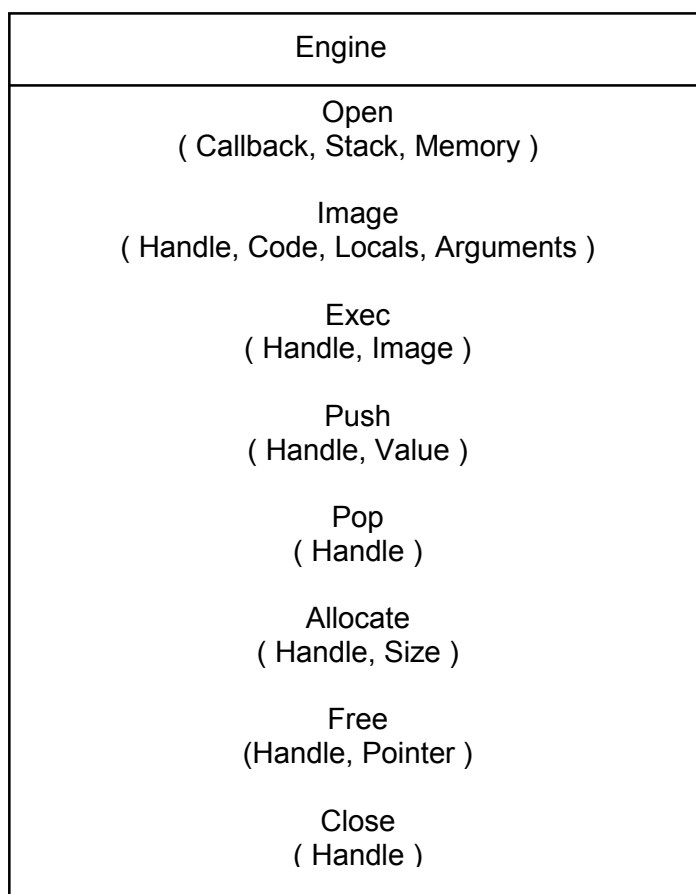 Engine
Open
( Callback, Stack, Memory )
Image
( Handle, Code, Locals, Arguments )
Exec
( Handle, Image )
Push
( Handle, Value )
Pop
( Handle )
Allocate
( Handle, Size )
Free
(Handle, Pointer )
Close
( Handle )